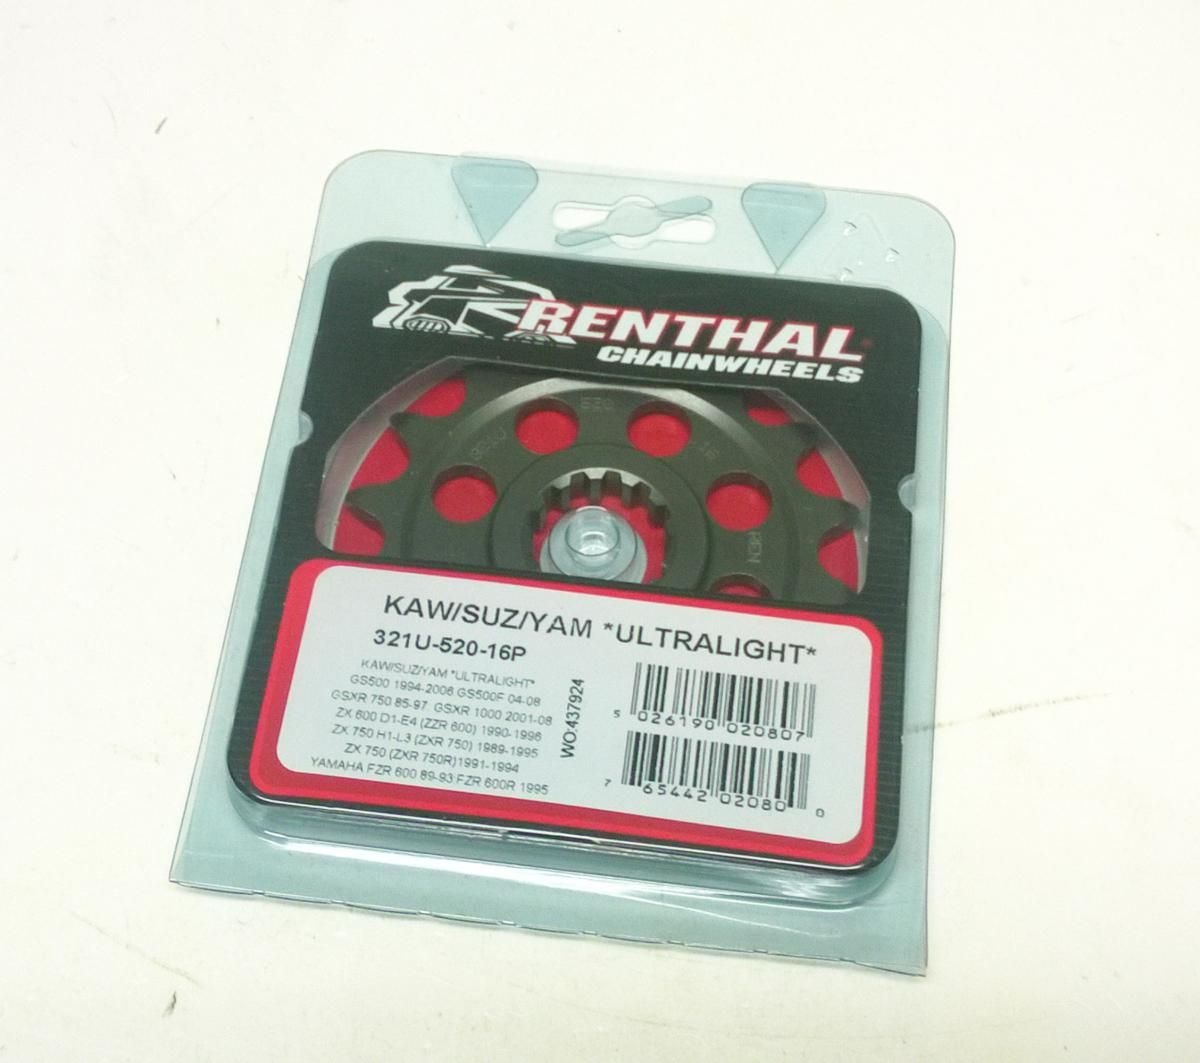 RENTHAL
CHAINWHEELS
520
321U
16
REN
KAW/SUZ/YAM *ULTRALIGHT*
321U-520-16P
KAW/SUZ/YAM *ULTRALIGHT*
GS500 1994-2006 GS500F 04-08
GSXR 750 85-97 GSXR 1000 2001-08
ZX 600 D1-E4 (ZZR 600) 1990-1996
ZX 750 H1-L3 (ZXR 750) 1989-1995
ZX 750 (ZXR 750R)1991-1994
YAMAHA FZR 600 89-93 FZR 600R 1995
WO:437924
5 026190 020807
7 65442 02080 0